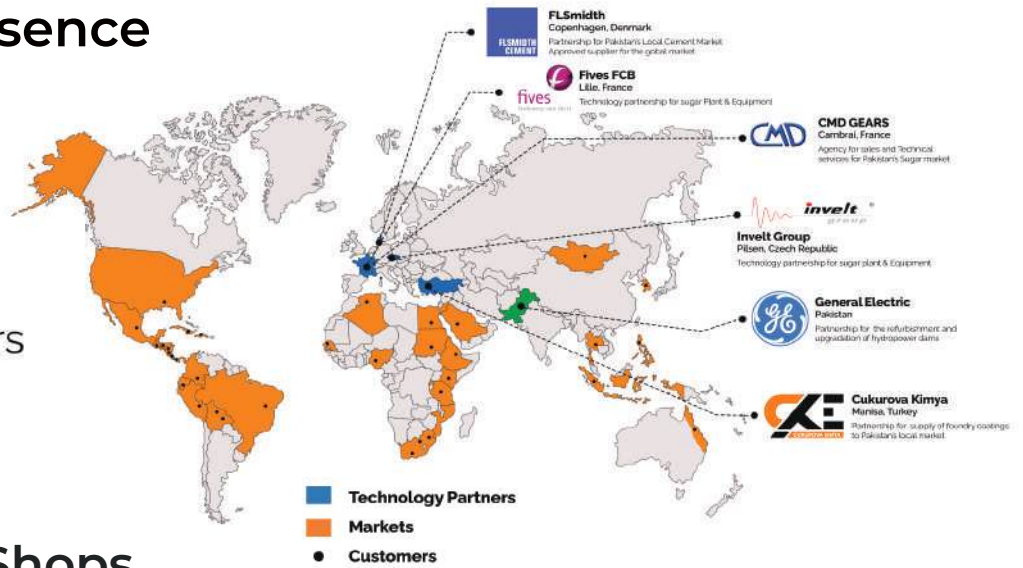 sence
FLSMIDTH
CEMENT
FLSmidth
Copenhagen, Denmark
Partnership for Pakistan's Local Cement Market
Approved supplier for the global market
fives
Fives FCB
Lille, France
Technology partnership for sugar Plant & Equipment
CMD
CMD GEARS
Cambrai, France
Agency for sales and Technical
services for Pakistan's Sugar market
invelt
Invelt Group
Pilsen, Czech Republic
Technology partnership for sugar plant & Equipment
rs
GE
General Electric
Pakistan
Partnership for the refurbishment and
upgradation of hydropower dams
CUKUROVA KIMYA
Cukurova Kimya
Manisa, Turkey
Partnership for supply of foundry coatings
to Pakistan's local market
Technology Partners
Markets
Customers
Shops